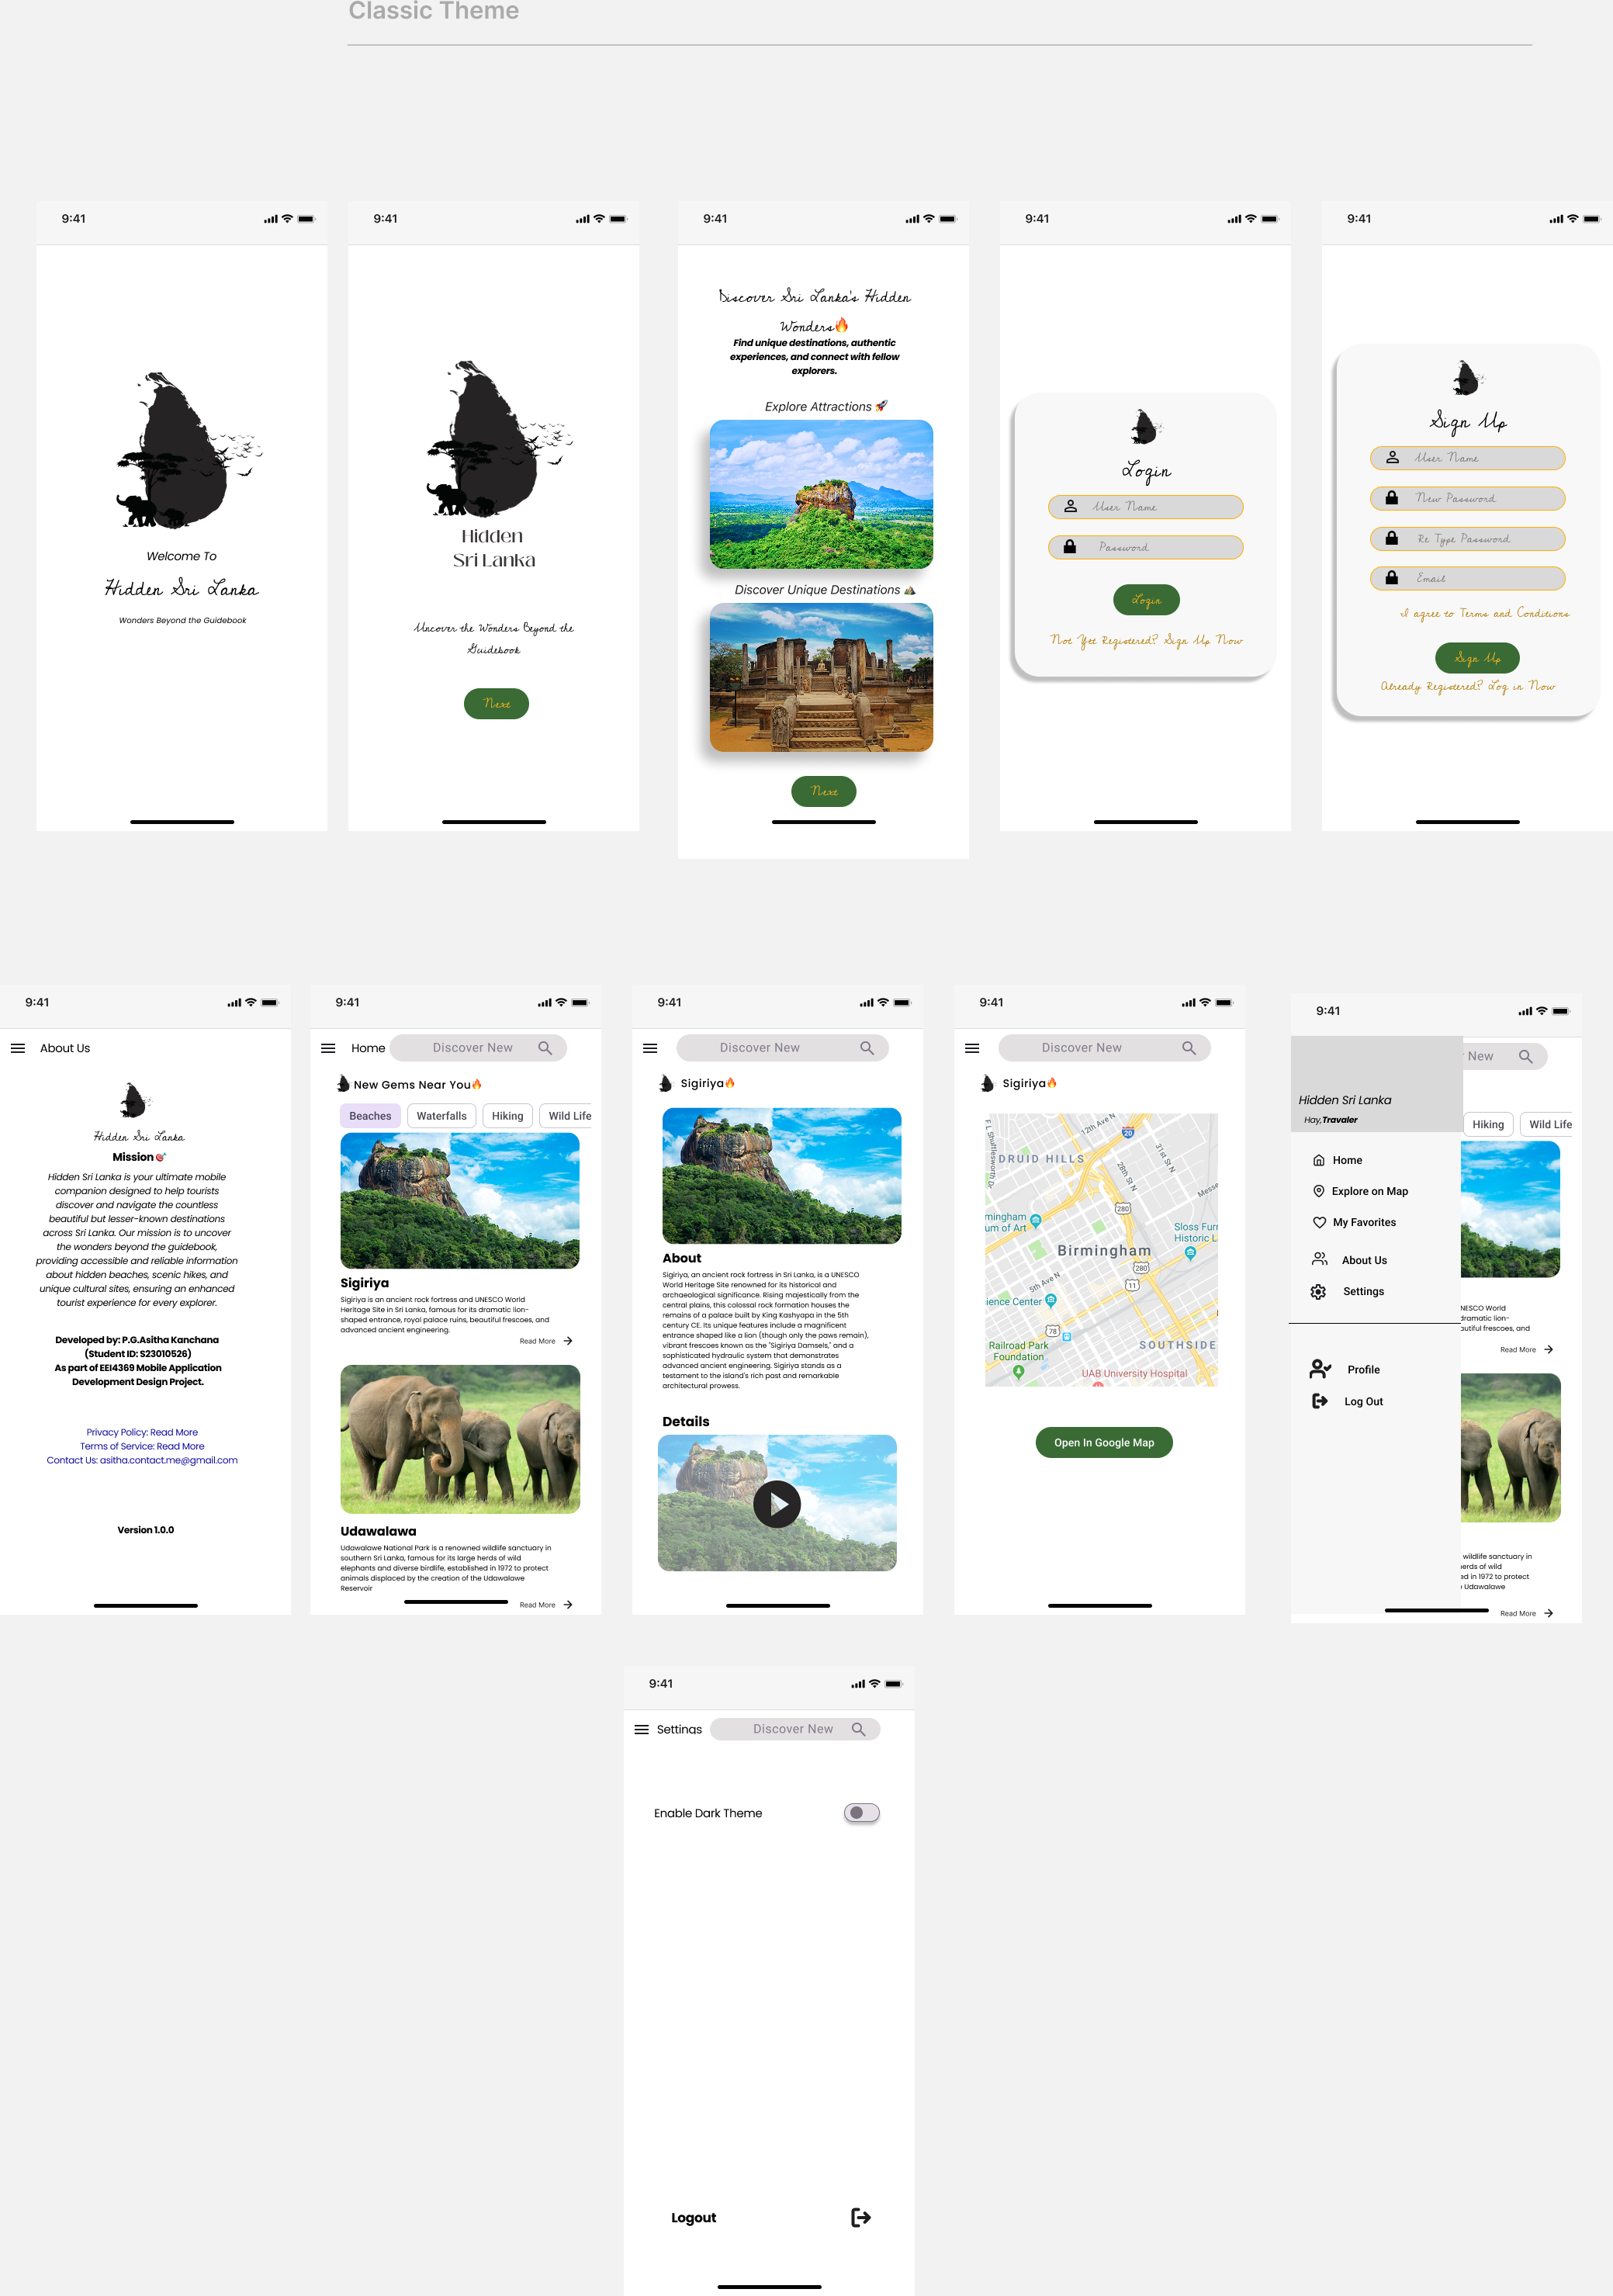 Classic Theme
9:41
Welcome To
Hidden Sri Lanka
Wonders Beyond the Guidebook
9:41
Hidden
Sri Lanka
Uncover the Wonders Beyond the
Guidebook
Next
9:41
Discover Sri Lanka's Hidden
Wonders🔥
Find unique destinations, authentic
experiences, and connect with fellow
explorers.
Explore Attractions 🚀
Discover Unique Destinations 🏕️
Next
9:41
Login
User Name
Password
Login
Not Yet Registered? Sign Up Now
9:41
Sign Up
User Name
New Password
Re Type Password
Email
I agree to Terms and Conditions
Sign Up
Already Registered? Log in Now
9:41
About Us
Hidden Sri Lanka
Mission🎯
Hidden Sri Lanka is your ultimate mobile
companion designed to help tourists
discover and navigate the countless
beautiful but lesser-known destinations
across Sri Lanka. Our mission is to uncover
the wonders beyond the guidebook,
providing accessible and reliable information
about hidden beaches, scenic hikes, and
unique cultural sites, ensuring an enhanced
tourist experience for every explorer.
Developed by: P.G.Asitha Kanchana
(Student ID: S23010526)
As part of EEI4369 Mobile Application
Development Design Project.
Privacy Policy: Read More
Terms of Service: Read More
Contact Us: asitha.contact.me@gmail.com
Version 1.0.0
9:41
Home
Discover New
New Gems Near You🔥
Beaches
Waterfalls
Hiking
Wild Life
Sigiriya
Sigiriya is an ancient rock fortress and UNESCO World
Heritage Site in Sri Lanka, famous for its dramatic lion-
shaped entrance, royal palace ruins, beautiful frescoes, and
advanced ancient engineering.
Read More
Udawalawa
Udawalawe National Park is a renowned wildlife sanctuary in
southern Sri Lanka, famous for its large herds of wild
elephants and diverse birdlife, established in 1972 to protect
animals displaced by the creation of the Udawalawe
Reservoir
Read More
9:41
Discover New
Sigiriya🔥
About
Sigiriya, an ancient rock fortress in Sri Lanka, is a UNESCO
World Heritage Site renowned for its historical and
archaeological significance. Rising majestically from the
central plains, this colossal rock formation houses the
remains of a palace built by King Kashyapa in the 5th
century CE. Its unique features include a magnificent
entrance shaped like a lion (though only the paws remain),
vibrant frescoes known as the "Sigiriya Damsels," and a
sophisticated hydraulic system that demonstrates
advanced ancient engineering. Sigiriya stands as a
testament to the island's rich past and remarkable
architectural prowess.
Details
9:41
Discover New
Sigiriya🔥
F L Shuttlesworth Dr
12th Ave N
20
31st St N
DRUID HILLS
28th St N
Messe
280
mingham
um of Art
Sloss Furn
Historic L
Birmingham
280
5th Ave N
11
ience Center
78
Railroad Park
Foundation
SOUTHSIDE
UAB University Hospital
Open In Google Map
9:41
New
Hidden Sri Lanka
Hay,Travaler
Hiking
Wild Life
Home
Explore on Map
My Favorites
About Us
Settings
NESCO World
dramatic lion-
autiful frescoes, and
Read More
Profile
Log Out
wildlife sanctuary in
erds of wild
ed in 1972 to protect
Udawalawe
Read More
9:41
Settings
Discover New
Enable Dark Theme
Logout